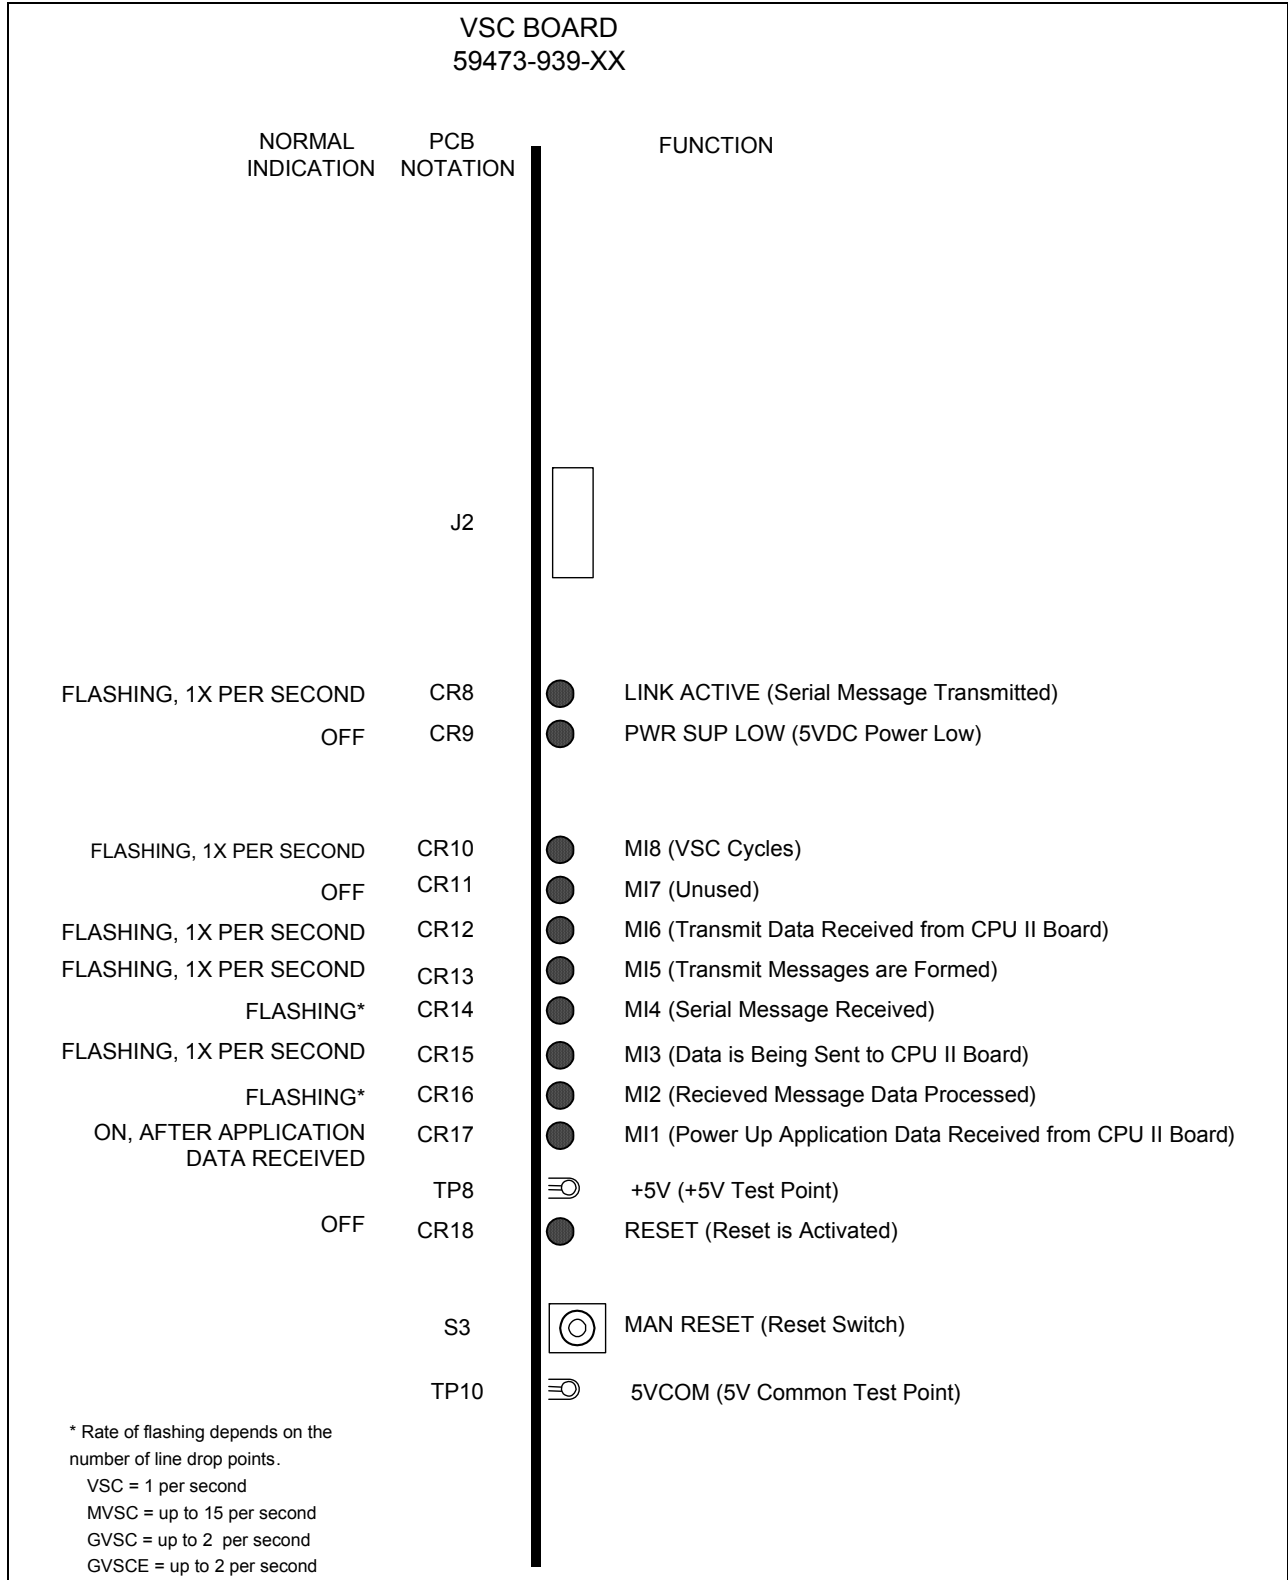 VSC BOARD
59473-939-XX
NORMAL INDICATION PCB NOTATION FUNCTION
J2
FLASHING, 1X PER SECOND CR8 LINK ACTIVE (Serial Message Transmitted)
OFF CR9 PWR SUP LOW (5VDC Power Low)
FLASHING, 1X PER SECOND CR10 MI8 (VSC Cycles)
OFF CR11 MI7 (Unused)
FLASHING, 1X PER SECOND CR12 MI6 (Transmit Data Received from CPU II Board)
FLASHING, 1X PER SECOND CR13 MI5 (Transmit Messages are Formed)
FLASHING* CR14 MI4 (Serial Message Received)
FLASHING, 1X PER SECOND CR15 MI3 (Data is Being Sent to CPU II Board)
FLASHING* CR16 MI2 (Recieved Message Data Processed)
ON, AFTER APPLICATION CR17 MI1 (Power Up Application Data Received from CPU II Board)
DATA RECEIVED
TP8 +5V (+5V Test Point)
OFF CR18 RESET (Reset is Activated)
S3 MAN RESET (Reset Switch)
TP10 5VCOM (5V Common Test Point)
* Rate of flashing depends on the
number of line drop points.
VSC = 1 per second
MVSC = up to 15 per second
GVSC = up to 2 per second
GVSCE = up to 2 per second